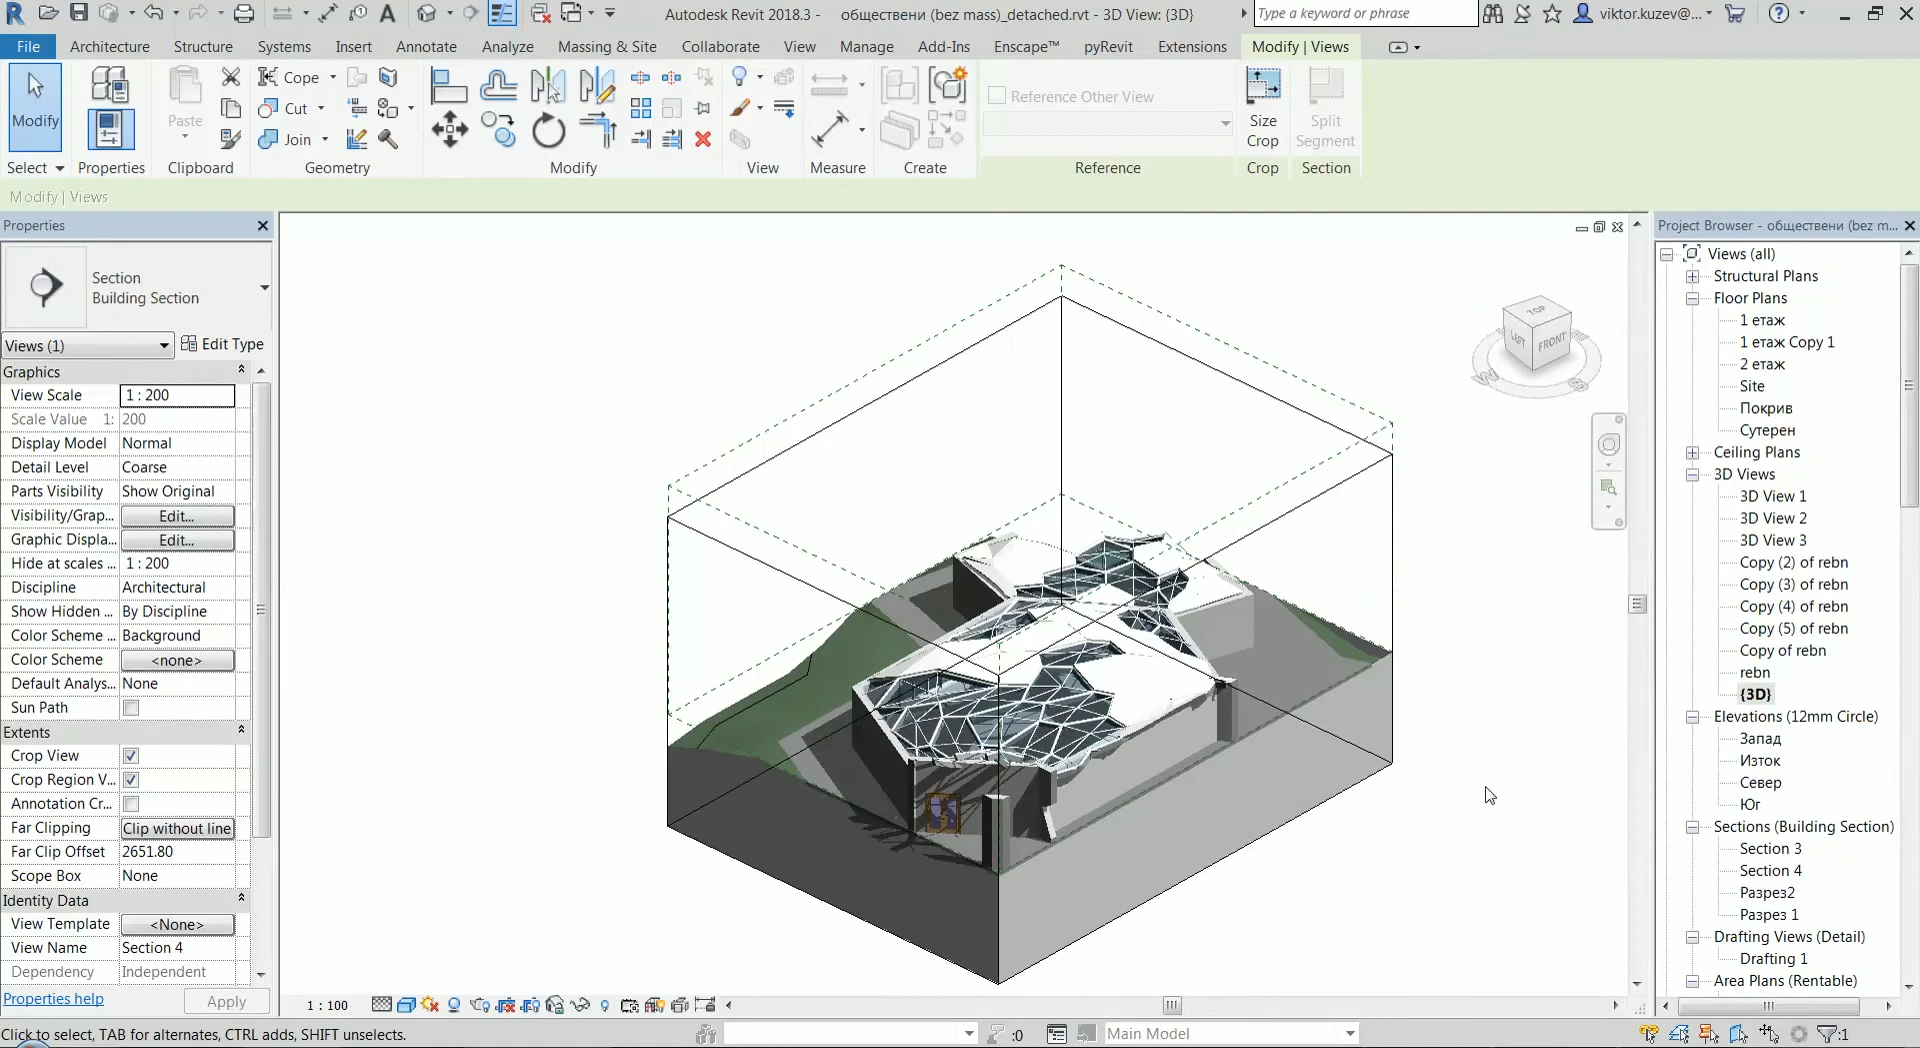 Autodesk Revit 2018.3 - обществени (bez mass)_detached.rvt - 3D View: {3D}
Type a keyword or phrase
viktor.kuzev@...
File Architecture Structure Systems Insert Annotate Analyze Massing & Site Collaborate View Manage Add-Ins Enscape™ pyRevit Extensions Modify | Views
Modify
Paste
Cope
Cut
Join
Reference Other View
Size Crop
Split Segment
Select Properties Clipboard Geometry Modify View Measure Create Reference Crop Section
Modify | Views
Properties
Section
Building Section
Views (1) Edit Type
Graphics
View Scale 1 : 200
Scale Value 1: 200
Display Model Normal
Detail Level Coarse
Parts Visibility Show Original
Visibility/Grap... Edit...
Graphic Displa... Edit...
Hide at scales ... 1 : 200
Discipline Architectural
Show Hidden ... By Discipline
Color Scheme ... Background
Color Scheme <none>
Default Analys... None
Sun Path
Extents
Crop View
Crop Region V...
Annotation Cr...
Far Clipping Clip without line
Far Clip Offset 2651.80
Scope Box None
Identity Data
View Template <None>
View Name Section 4
Dependency Independent
Properties help Apply
TOP
LEFT FRONT
W S
1 : 100
Project Browser - обществени (bez m...
Views (all)
Structural Plans
Floor Plans
1 етаж
1 етаж Copy 1
2 етаж
Site
Покрив
Сутерен
Ceiling Plans
3D Views
3D View 1
3D View 2
3D View 3
Copy (2) of rebn
Copy (3) of rebn
Copy (4) of rebn
Copy (5) of rebn
Copy of rebn
rebn
{3D}
Elevations (12mm Circle)
Запад
Изток
Север
Юг
Sections (Building Section)
Section 3
Section 4
Разрез2
Разрез 1
Drafting Views (Detail)
Drafting 1
Area Plans (Rentable)
Click to select, TAB for alternates, CTRL adds, SHIFT unselects.
:0
Main Model
:1